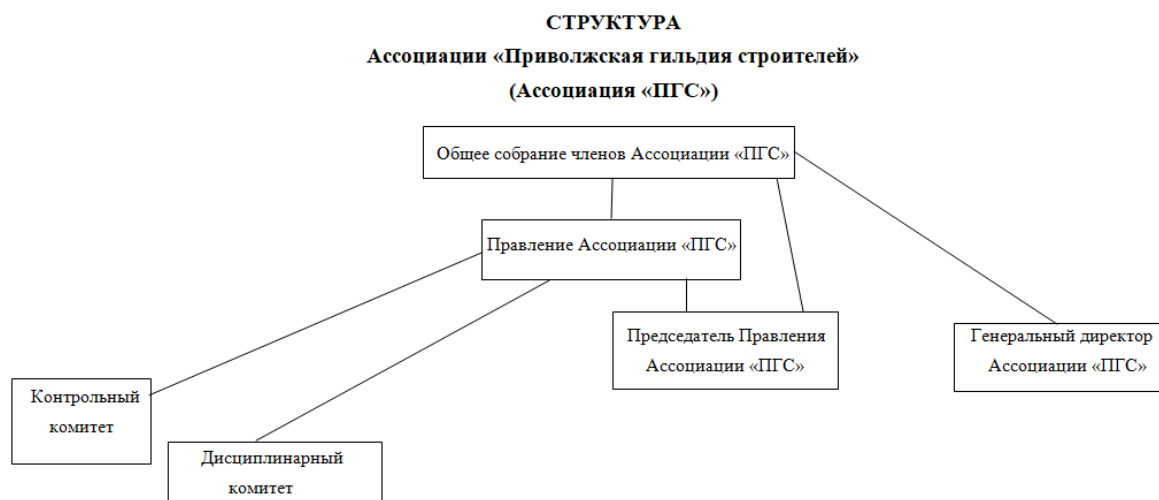 СТРУКТУРА
Ассоциации «Приволжская гильдия строителей»
(Ассоциация «ПГС»)
Общее собрание членов Ассоциации «ПГС»
Правление Ассоциации «ПГС»
Председатель Правления
Ассоциации «ПГС»
Генеральный директор
Ассоциации «ПГС»
Контрольный
комитет
Дисциплинарный
комитет